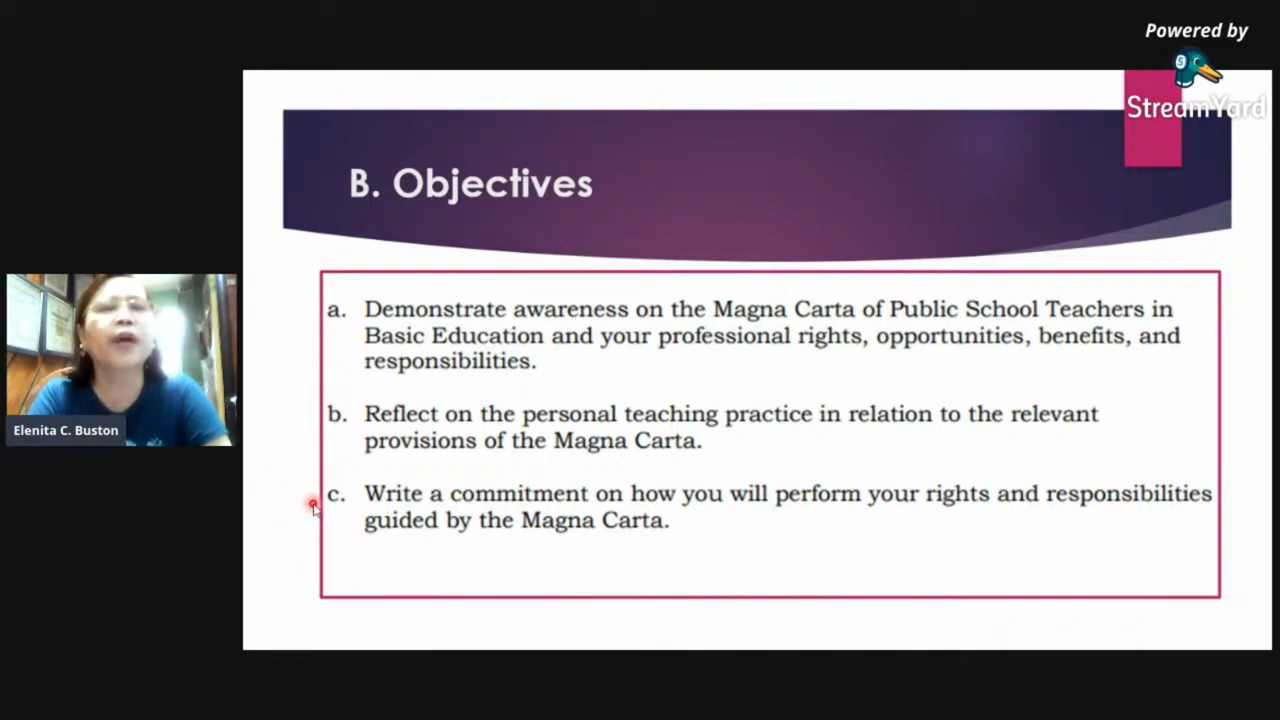 Powered by
StreamYard
B. Objectives
a. Demonstrate awareness on the Magna Carta of Public School Teachers in
Basic Education and your professional rights, opportunities, benefits, and
responsibilities.
b. Reflect on the personal teaching practice in relation to the relevant
provisions of the Magna Carta.
c. Write a commitment on how you will perform your rights and responsibilities
guided by the Magna Carta.
Elenita C. Buston